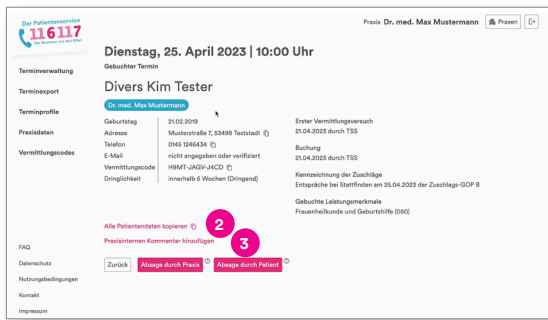 Der Patientenservice
116117
Die Nummer mit den Elfen
Praxis Dr. med. Max Mustermann
Praxen
Dienstag, 25. April 2023 | 10:00 Uhr
Gebuchter Termin
Divers Kim Tester
Dr. med. Max Mustermann
Geburtstag 21.02.2019
Adresse Musterstraße 7, 53498 Teststadt
Telefon 0145 1246434
E-Mail nicht angegeben oder verifiziert
Vermittlungscode H9MT-JAGV-J4CD
Dringlichkeit innerhalb 5 Wochen (Dringend)
Erster Vermittlungsversuch
21.04.2023 durch TSS
Buchung
21.04.2023 durch TSS
Kennzeichnung der Zuschläge
Entspräche bei Stattfinden am 25.04.2023 der Zuschlags-GOP B
Gebuchte Leistungsmerkmale
Frauenheilkunde und Geburtshilfe (050)
Alle Patientendaten kopieren
2
Praxisinternen Kommentar hinzufügen
3
Zurück
Absage durch Praxis
Absage durch Patient
Terminverwaltung
Terminexport
Terminprofile
Praxisdaten
Vermittlungscodes
FAQ
Datenschutz
Nutzungsbedingungen
Kontakt
Impressum